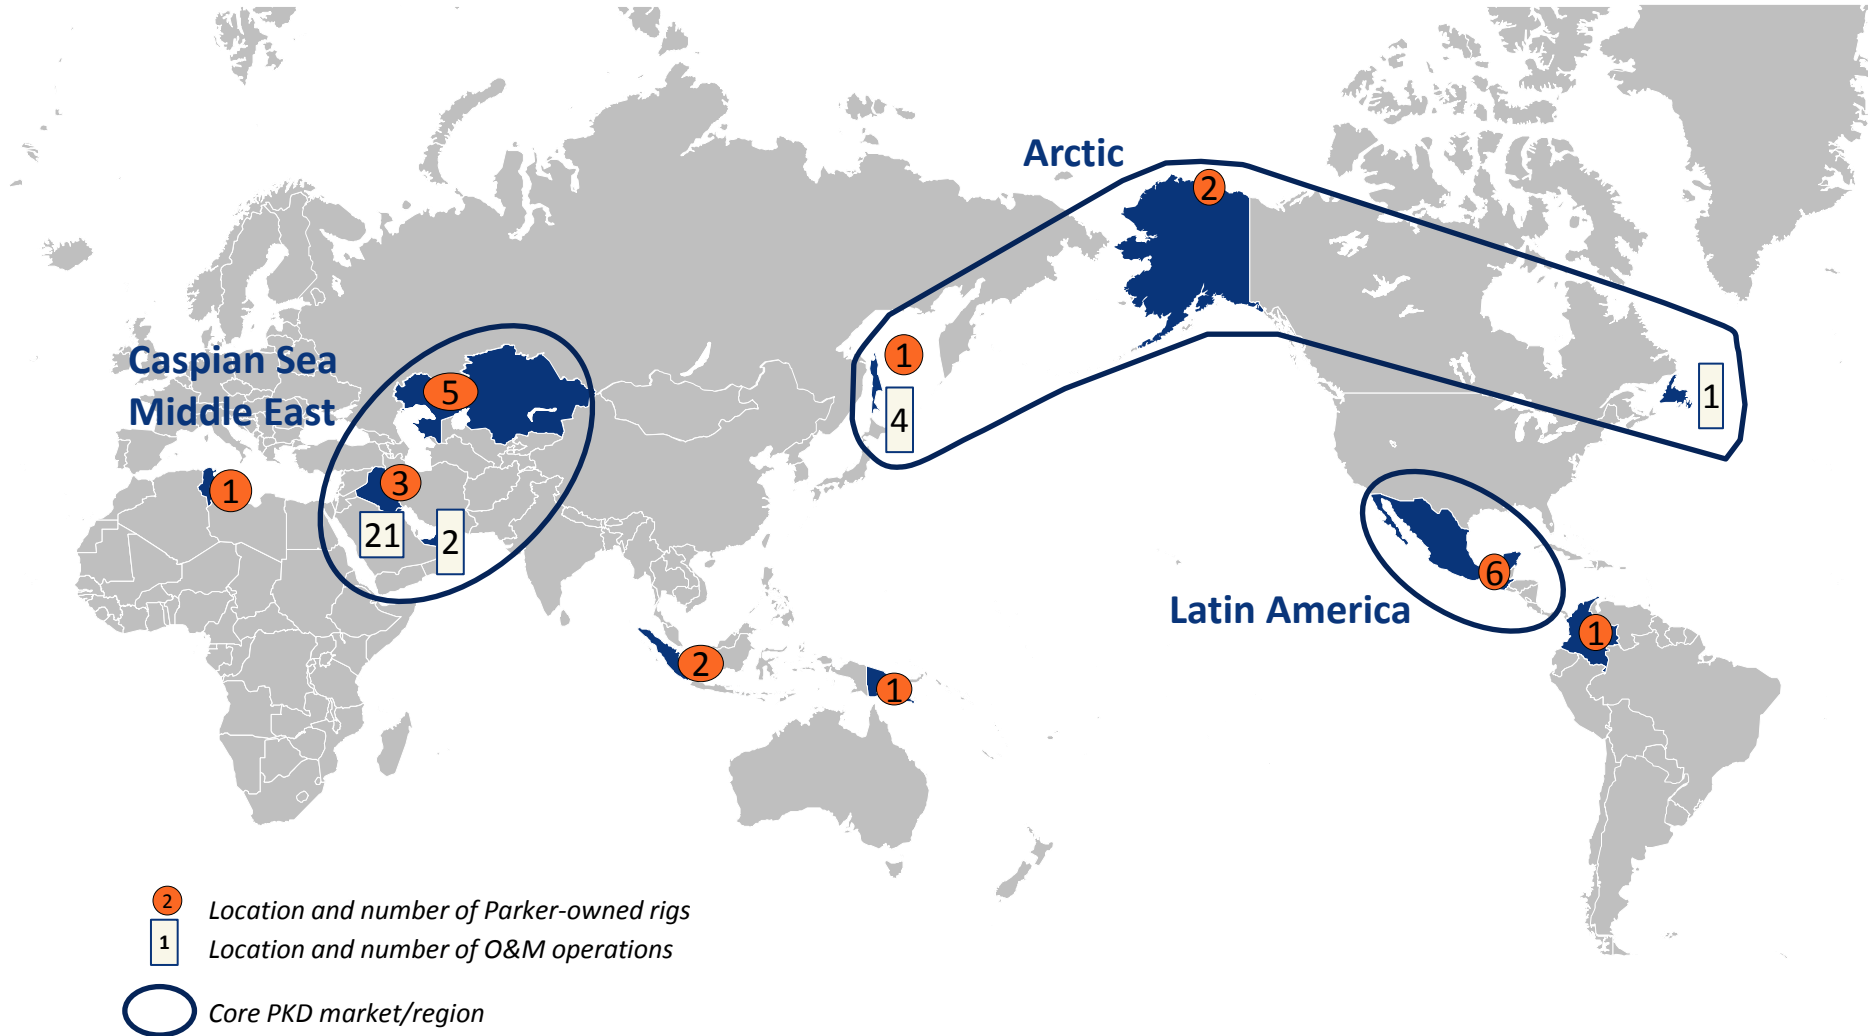 Arctic
2
Caspian Sea
Middle East
5
1
4
1
3
1
21
2
6
Latin America
1
2
1
2 Location and number of Parker-owned rigs
1 Location and number of O&M operations
Core PKD market/region